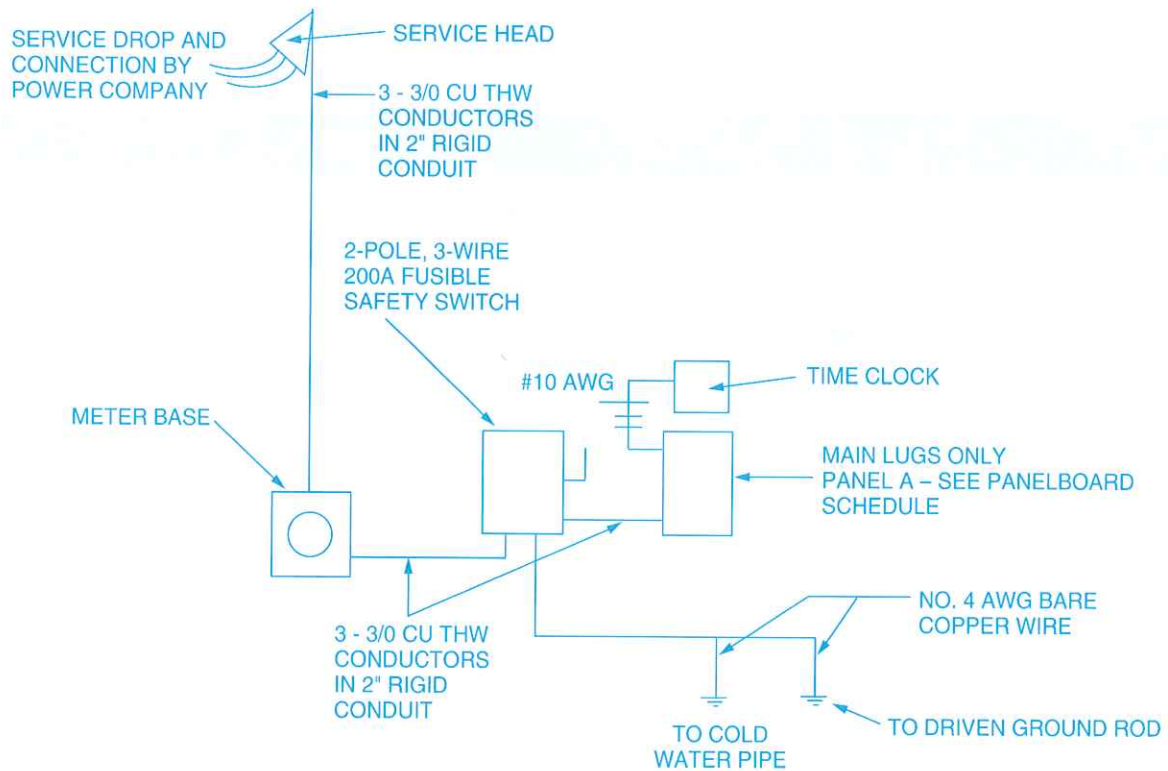 SERVICE DROP AND
CONNECTION BY
POWER COMPANY
SERVICE HEAD
3 - 3/0 CU THW
CONDUCTORS
IN 2" RIGID
CONDUIT
2-POLE, 3-WIRE
200A FUSIBLE
SAFETY SWITCH
#10 AWG
TIME CLOCK
METER BASE
MAIN LUGS ONLY
PANEL A – SEE PANELBOARD
SCHEDULE
3 - 3/0 CU THW
CONDUCTORS
IN 2" RIGID
CONDUIT
NO. 4 AWG BARE
COPPER WIRE
TO COLD
WATER PIPE
TO DRIVEN GROUND ROD